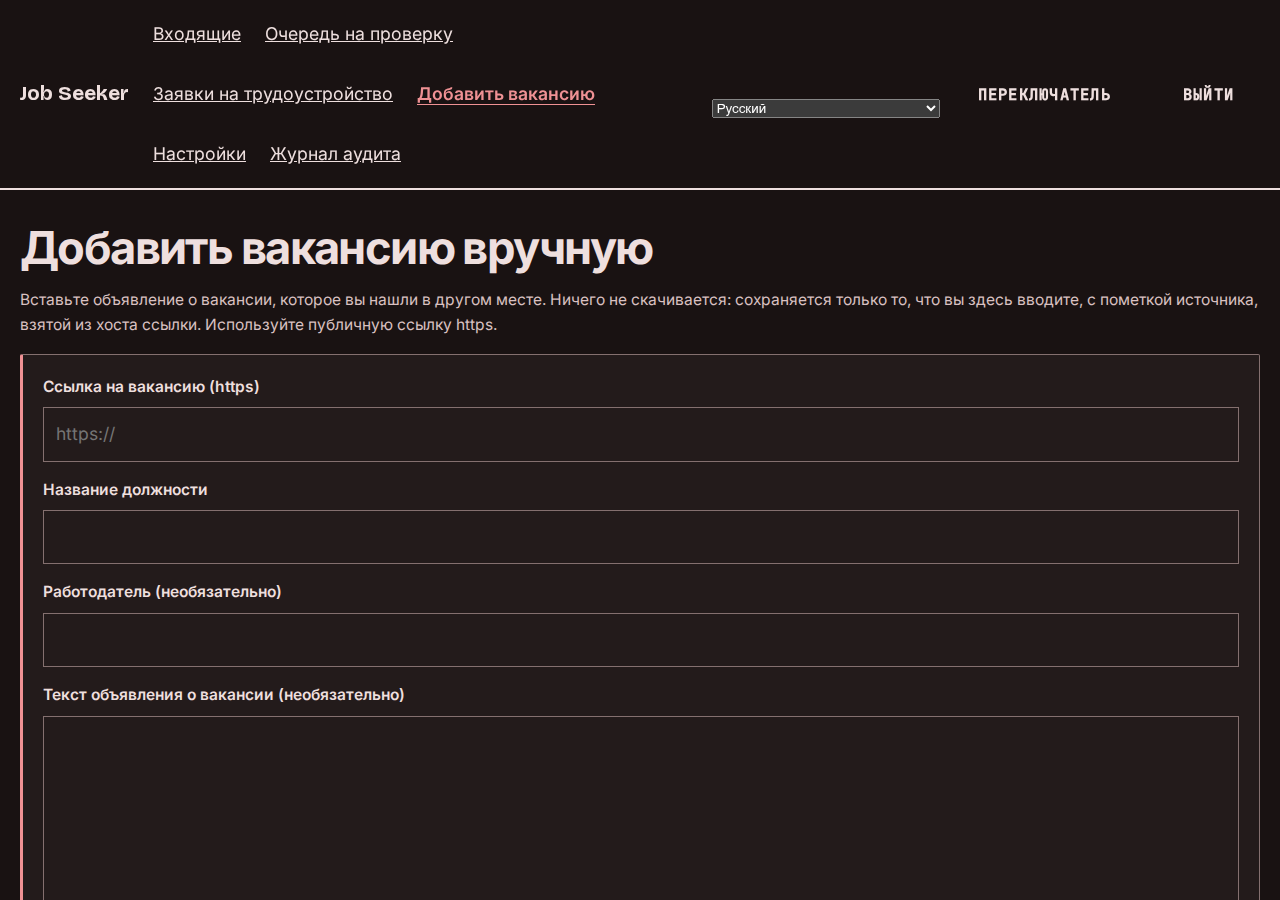 Входящие Очередь на проверку
Job Seeker Заявки на трудоустройство Добавить вакансию Русский ПЕРЕКЛЮЧАТЕЛЬ ВЫЙТИ
Настройки Журнал аудита
Добавить вакансию вручную
Вставьте объявление о вакансии, которое вы нашли в другом месте. Ничего не скачивается: сохраняется только то, что вы здесь вводите, с пометкой источника,
взятой из хоста ссылки. Используйте публичную ссылку https.
Ссылка на вакансию (https)
https://
Название должности
Работодатель (необязательно)
Текст объявления о вакансии (необязательно)